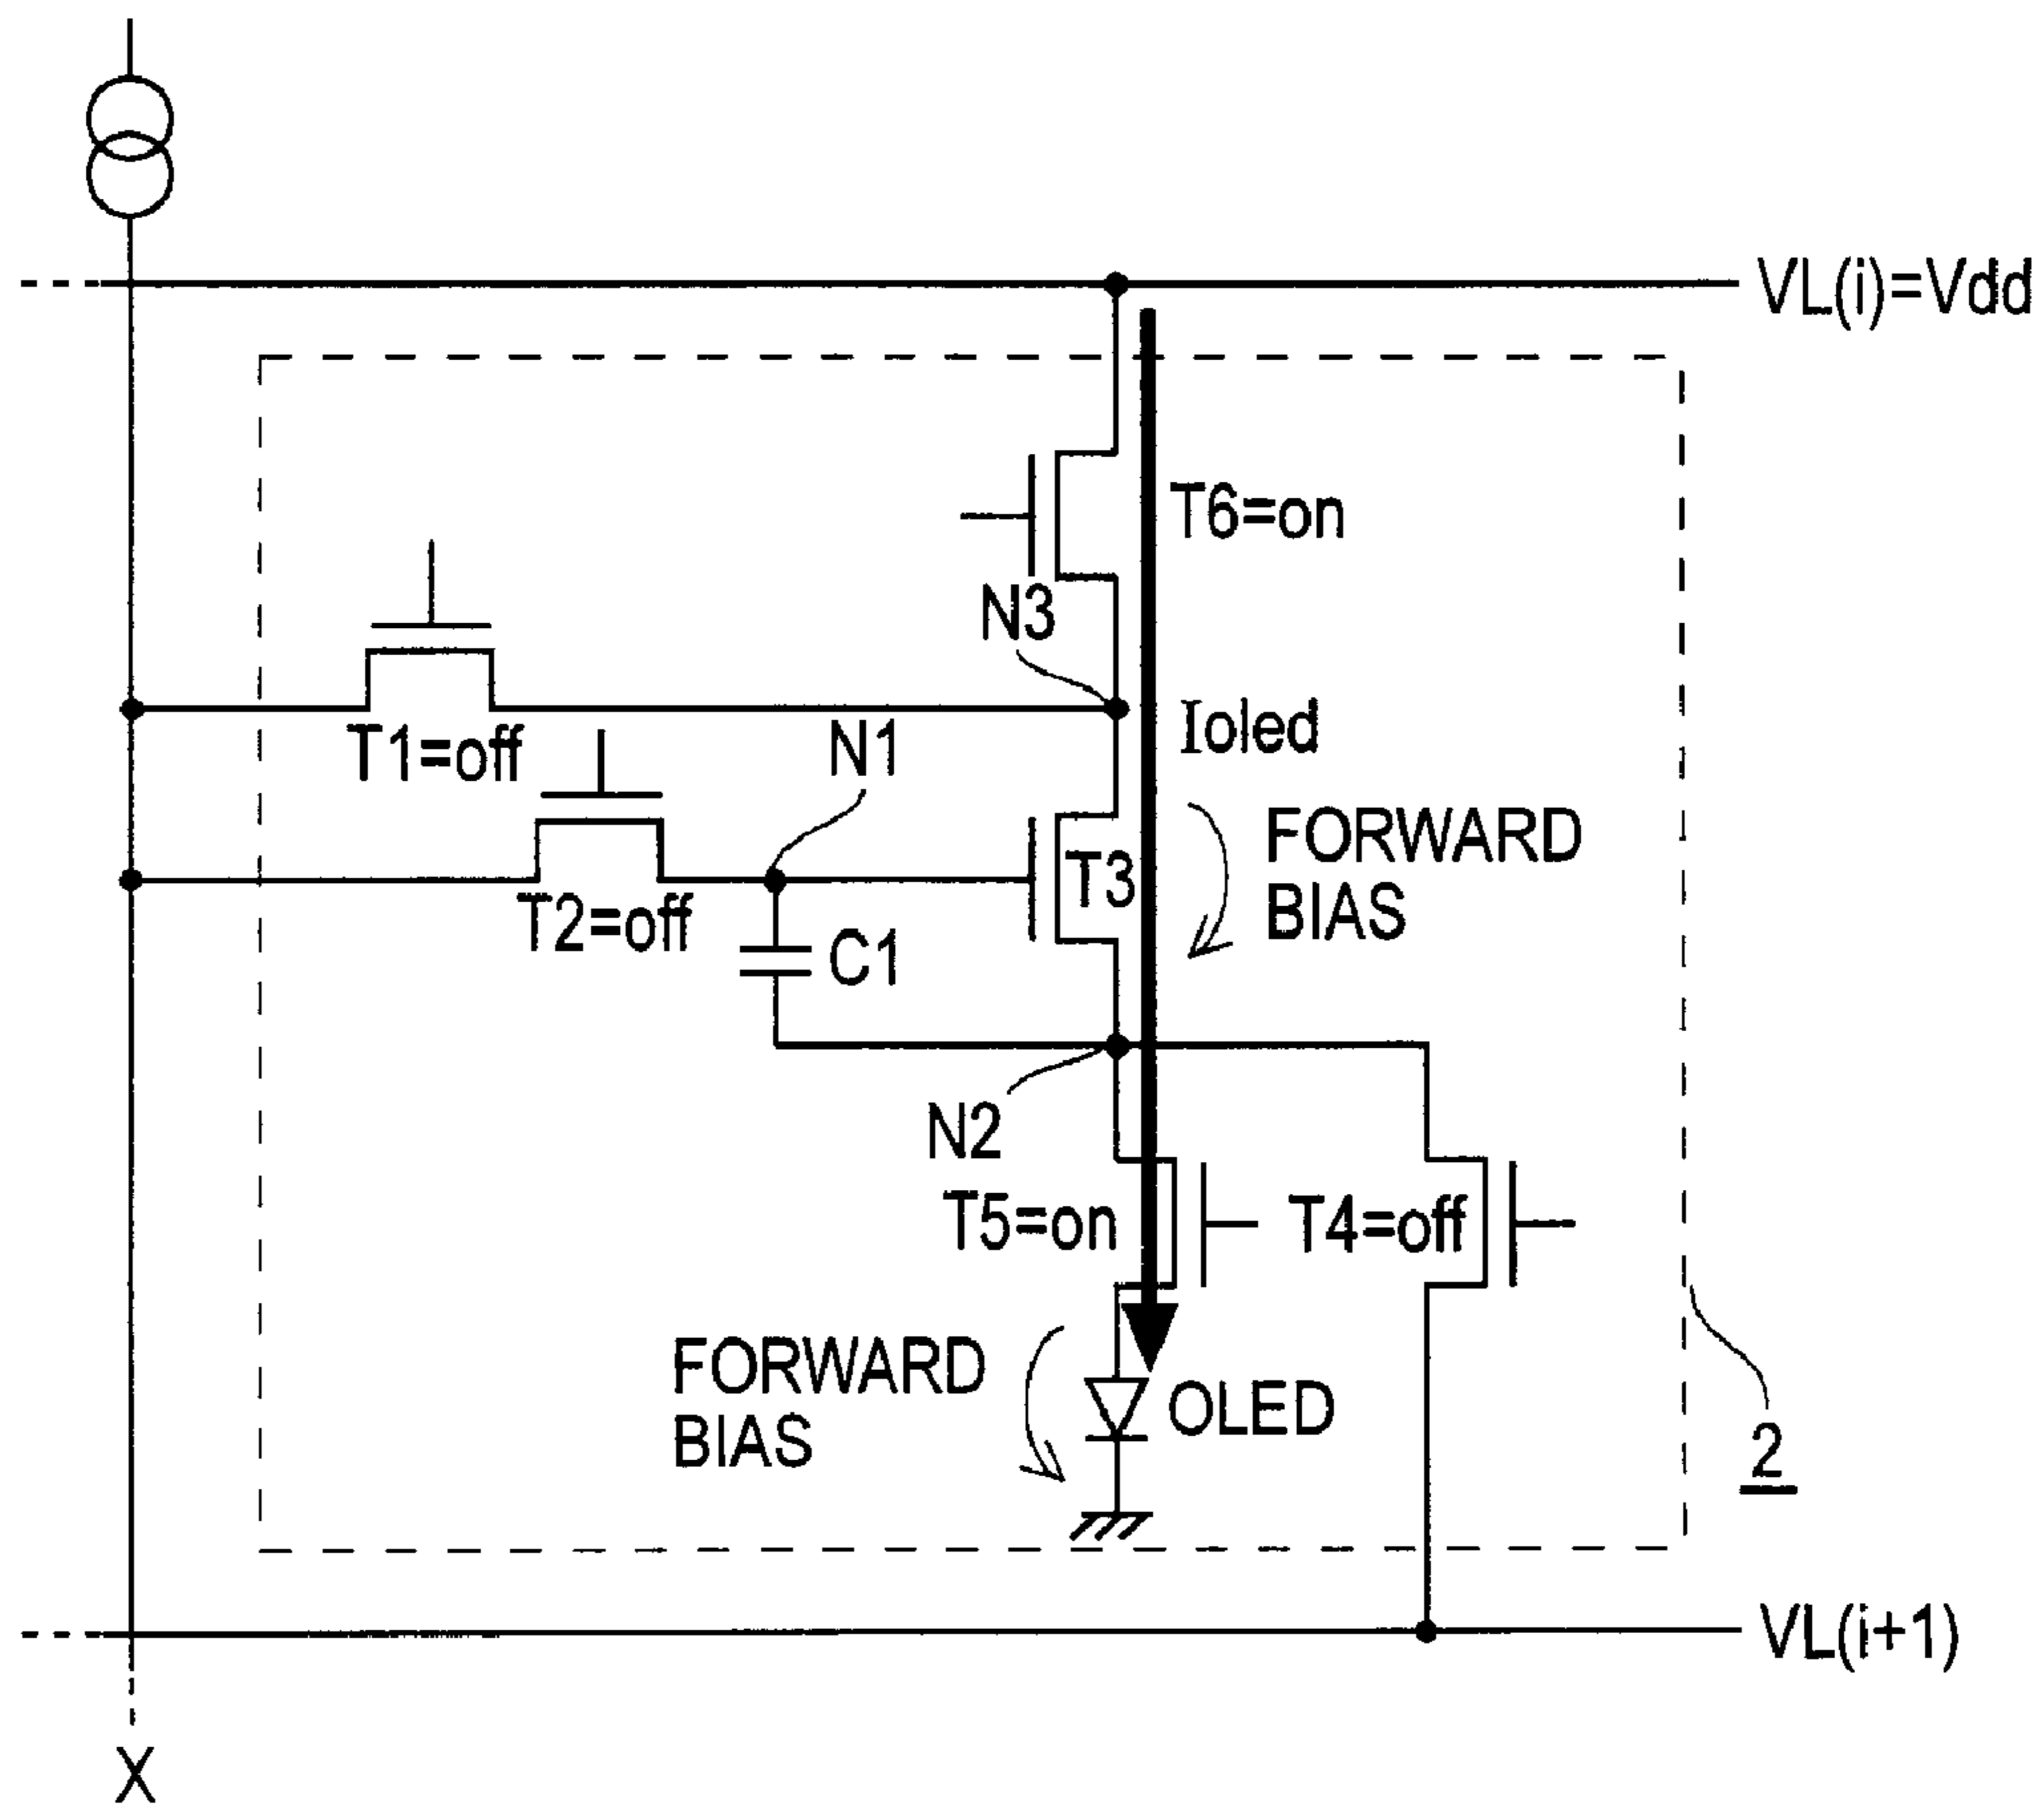 VL(i)=Vdd
T6=on
N3
Ioled
T1=off
N1
FORWARD
BIAS
T3
T2=off
C1
N2
T5=on
T4=off
FORWARD
BIAS
OLED
2
VL(i+1)
X